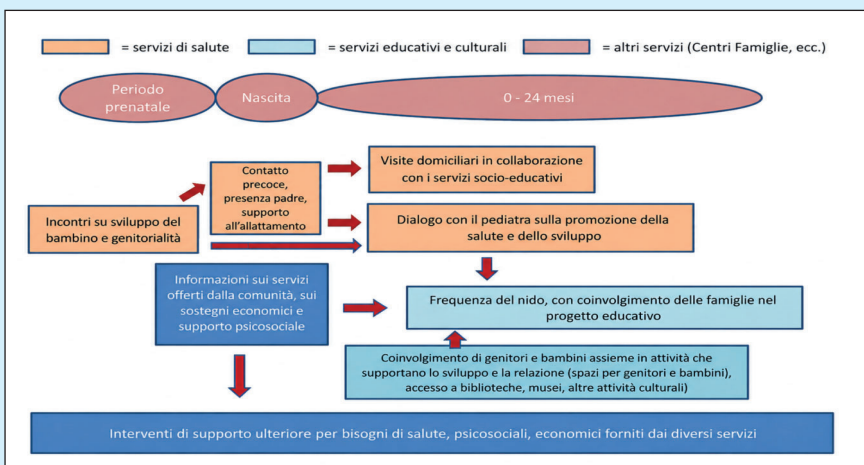 = servizi di salute
= servizi educativi e culturali
= altri servizi (Centri Famiglie, ecc.)
Periodo
prenatale
Nascita
0 - 24 mesi
Contatto
precoce,
presenza padre,
supporto
all'allattamento
Visite domiciliari in collaborazione
con i servizi socio-educativi
Incontri su sviluppo del
bambino e genitorialità
Dialogo con il pediatra sulla promozione della
salute e dello sviluppo
Informazioni sui servizi
offerti dalla comunità, sui
sostegni economici e
supporto psicosociale
Frequenza del nido, con coinvolgimento delle famiglie nel
progetto educativo
Coinvolgimento di genitori e bambini assieme in attività che
supportano lo sviluppo e la relazione (spazi per genitori e bambini),
accesso a biblioteche, musei, altre attività culturali)
Interventi di supporto ulteriore per bisogni di salute, psicosociali, economici forniti dai diversi servizi